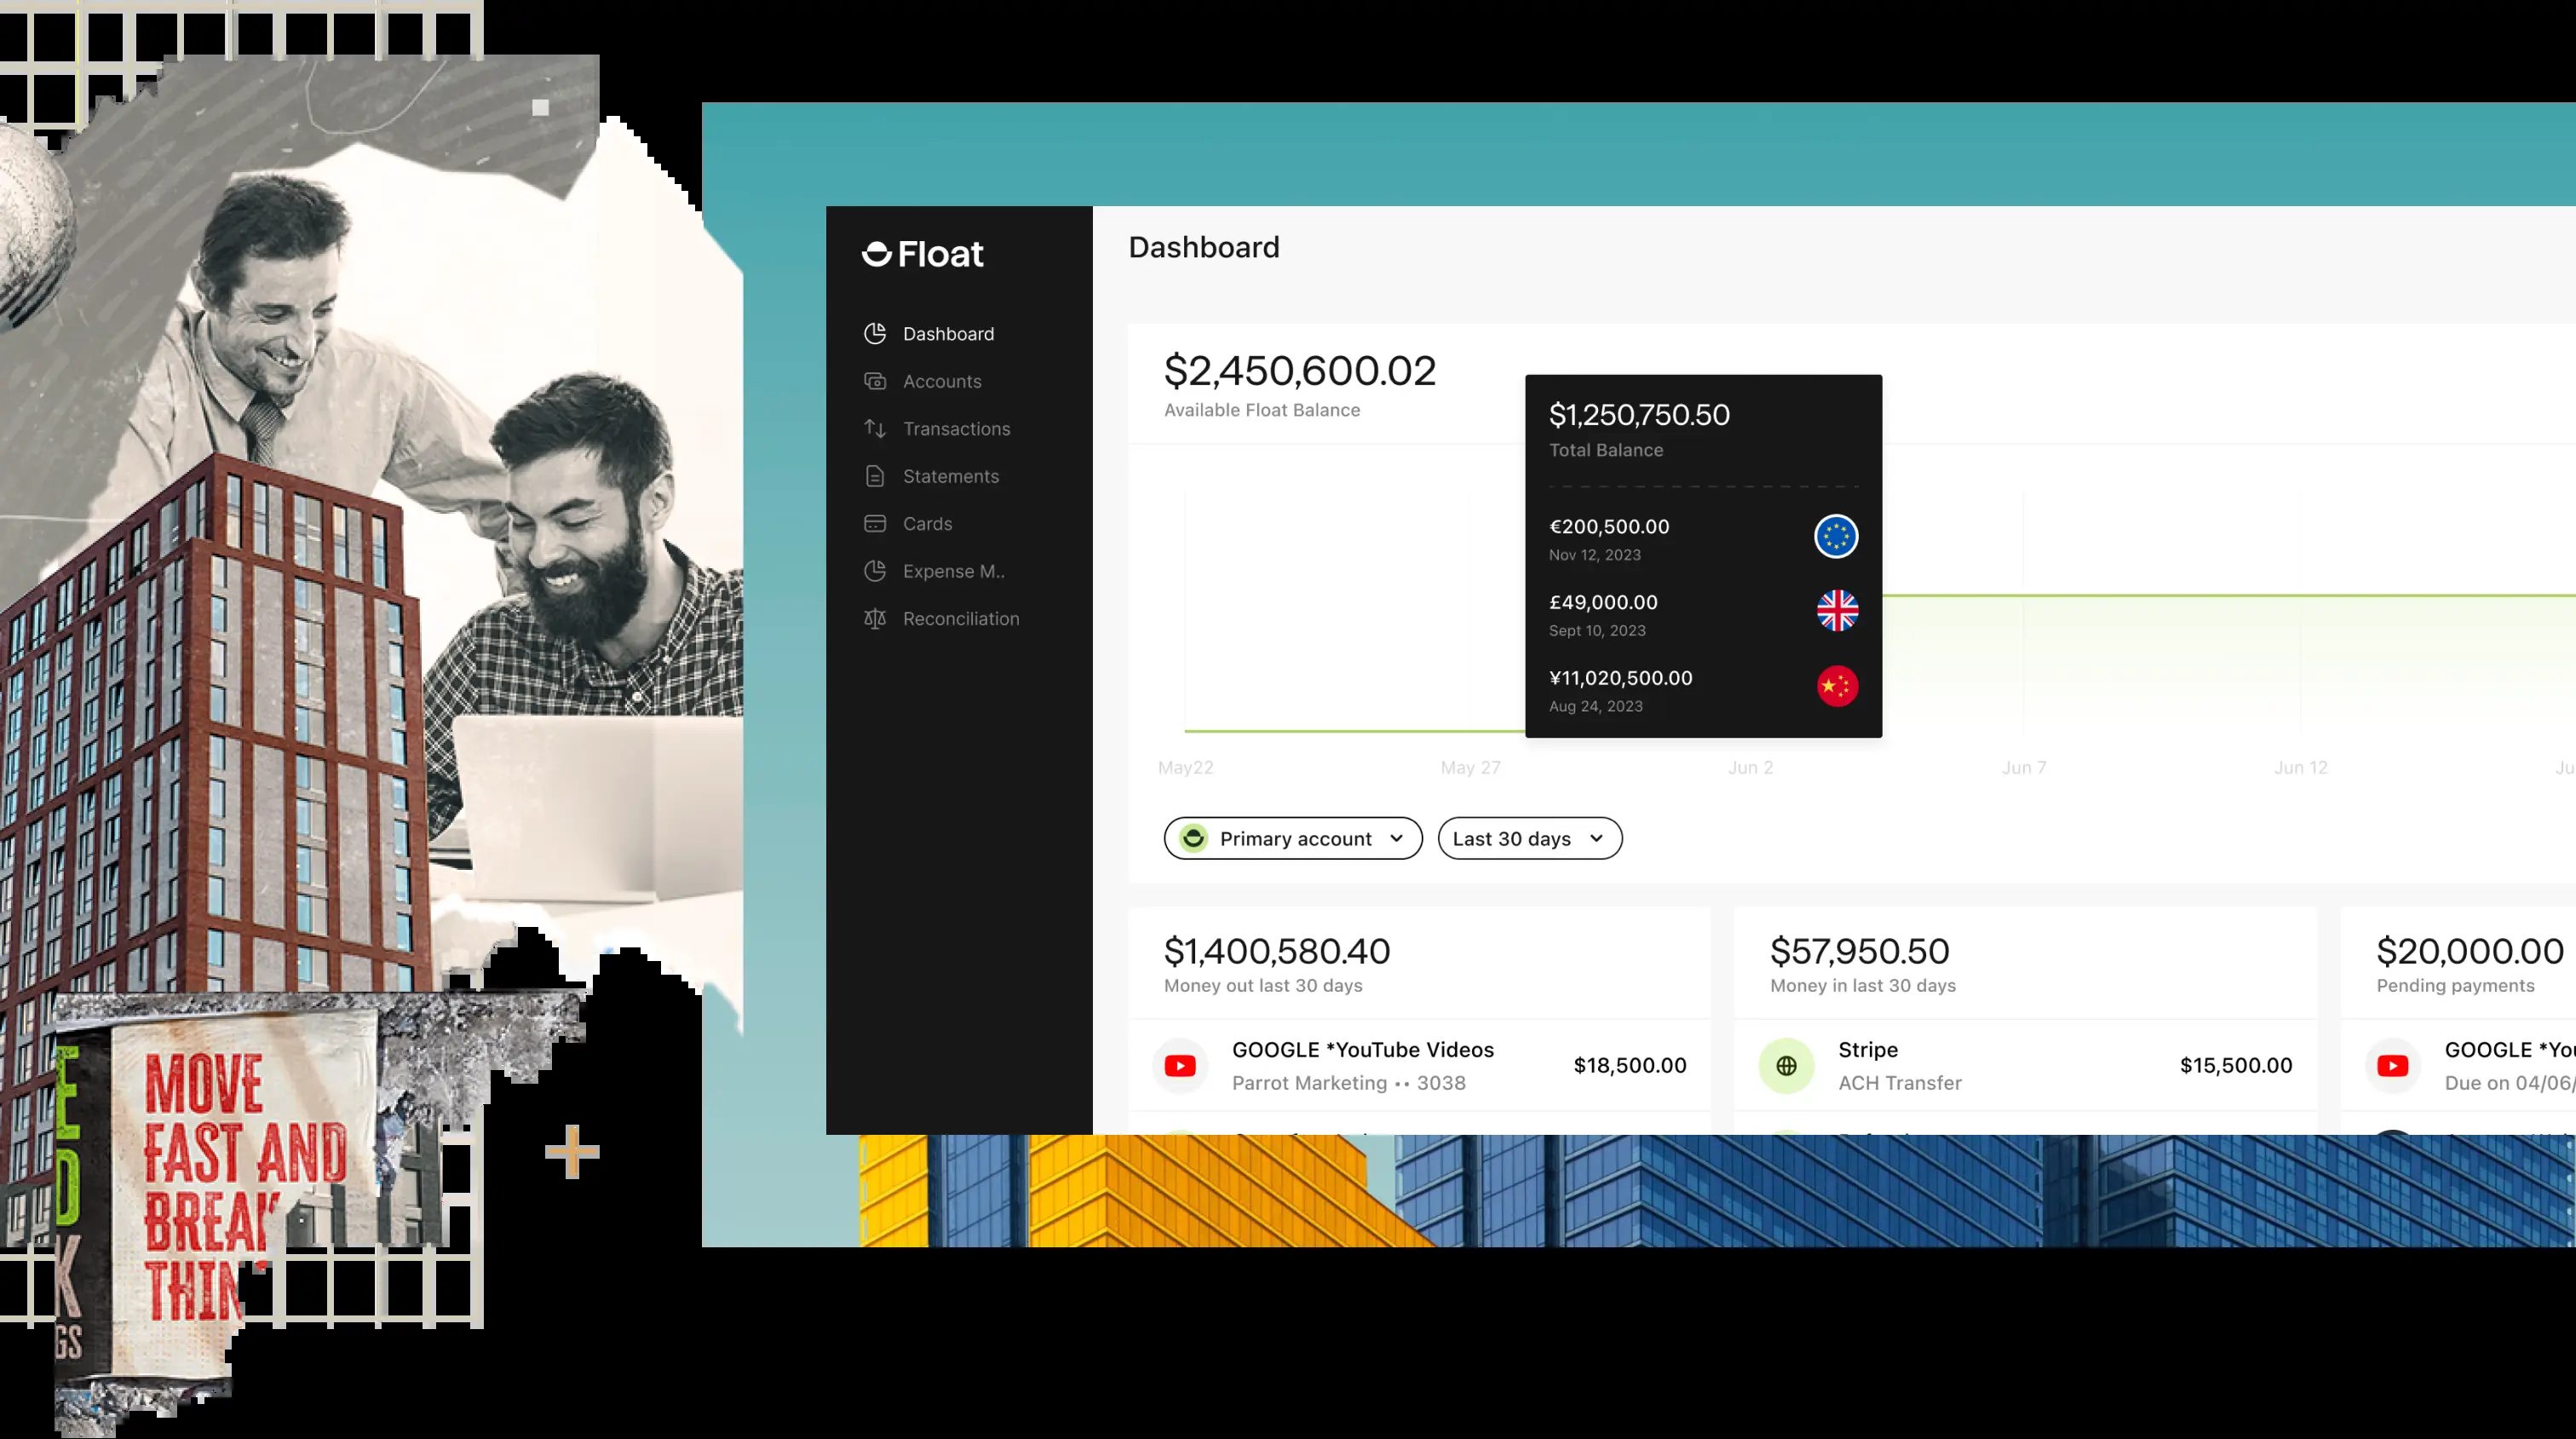 Float
Dashboard
Accounts
Transactions
Statements
Cards
Expense M..
Reconciliation
Dashboard
$2,450,600.02
Available Float Balance
$1,250,750.50
Total Balance
€200,500.00
Nov 12, 2023
£49,000.00
Sept 10, 2023
¥11,020,500.00
Aug 24, 2023
May22
May 27
Jun 2
Jun 7
Jun 12
Ju
Primary account
Last 30 days
$1,400,580.40
Money out last 30 days
GOOGLE *YouTube Videos
$18,500.00
Parrot Marketing •• 3038
$57,950.50
Money in last 30 days
Stripe
$15,500.00
ACH Transfer
$20,000.00
Pending payments
GOOGLE *You
Due on 04/06/
E
D
K
GS
MOVE
FAST AND
BREAK
THIN